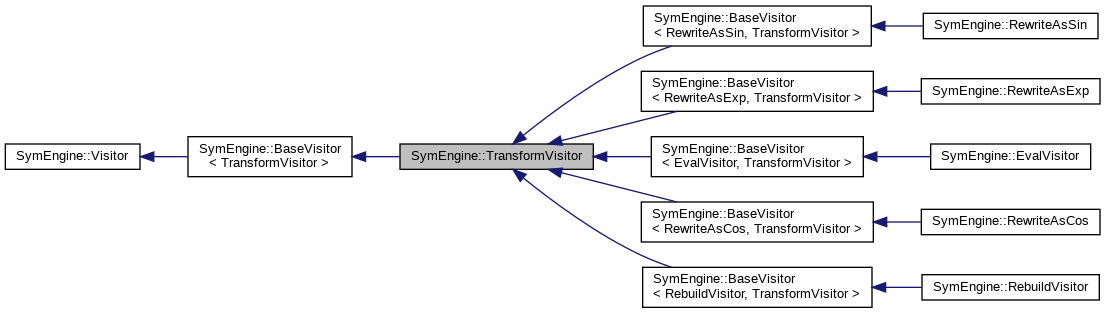 SymEngine::Visitor
SymEngine::BaseVisitor
< TransformVisitor >
SymEngine::TransformVisitor
SymEngine::BaseVisitor
< RewriteAsSin, TransformVisitor >
SymEngine::RewriteAsSin
SymEngine::BaseVisitor
< RewriteAsExp, TransformVisitor >
SymEngine::RewriteAsExp
SymEngine::BaseVisitor
< EvalVisitor, TransformVisitor >
SymEngine::EvalVisitor
SymEngine::BaseVisitor
< RewriteAsCos, TransformVisitor >
SymEngine::RewriteAsCos
SymEngine::BaseVisitor
< RebuildVisitor, TransformVisitor >
SymEngine::RebuildVisitor